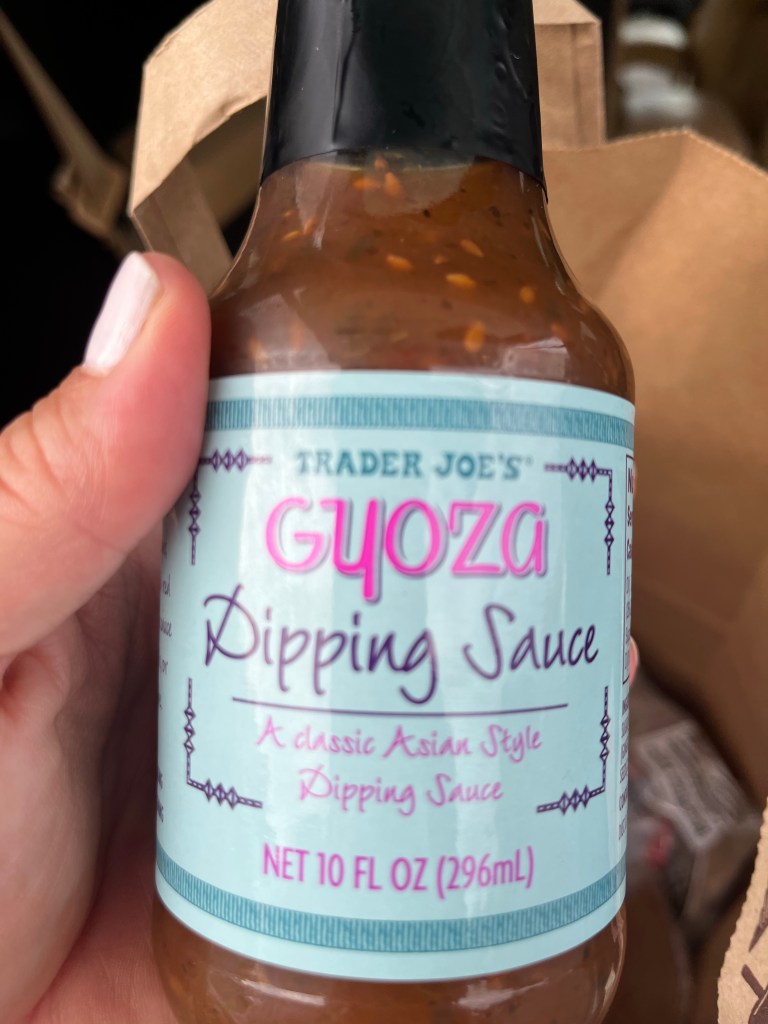 TRADER JOE'S
GYOZA
Dipping Sauce
A classic Asian Style
Dipping Sauce
NET 10 FL OZ (296mL)